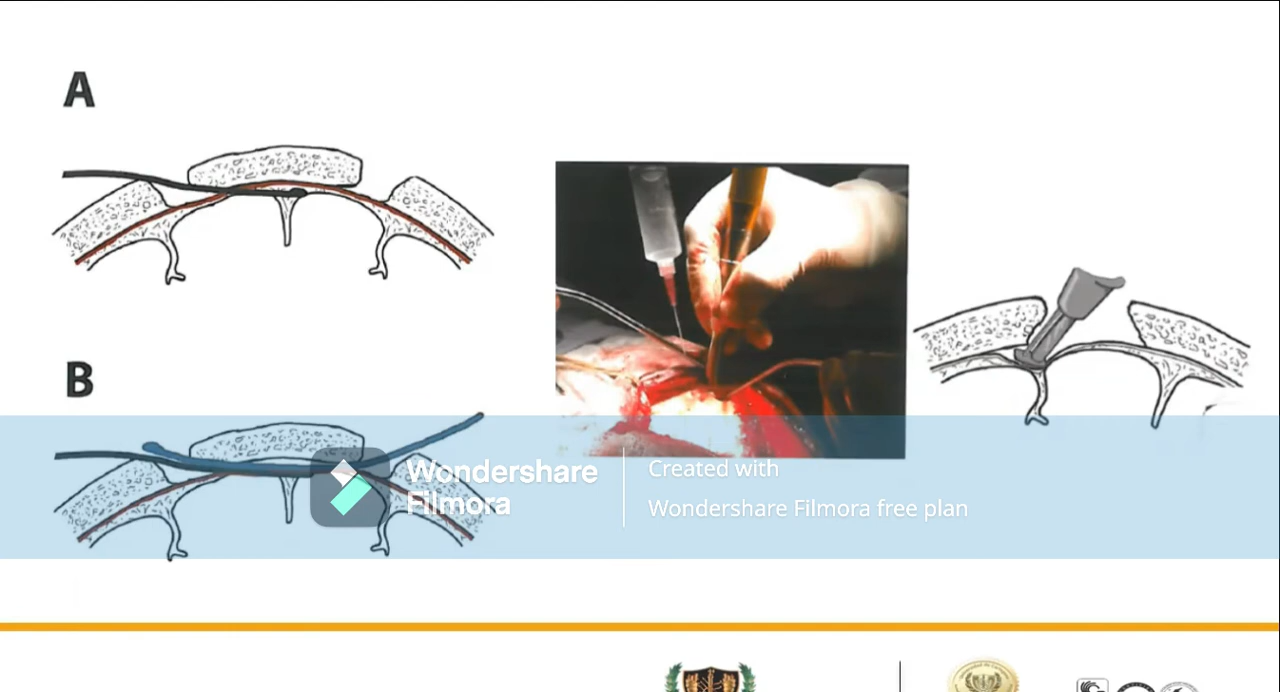 A
B
Wondershare
Filmora
Created with
Wondershare Filmora free plan